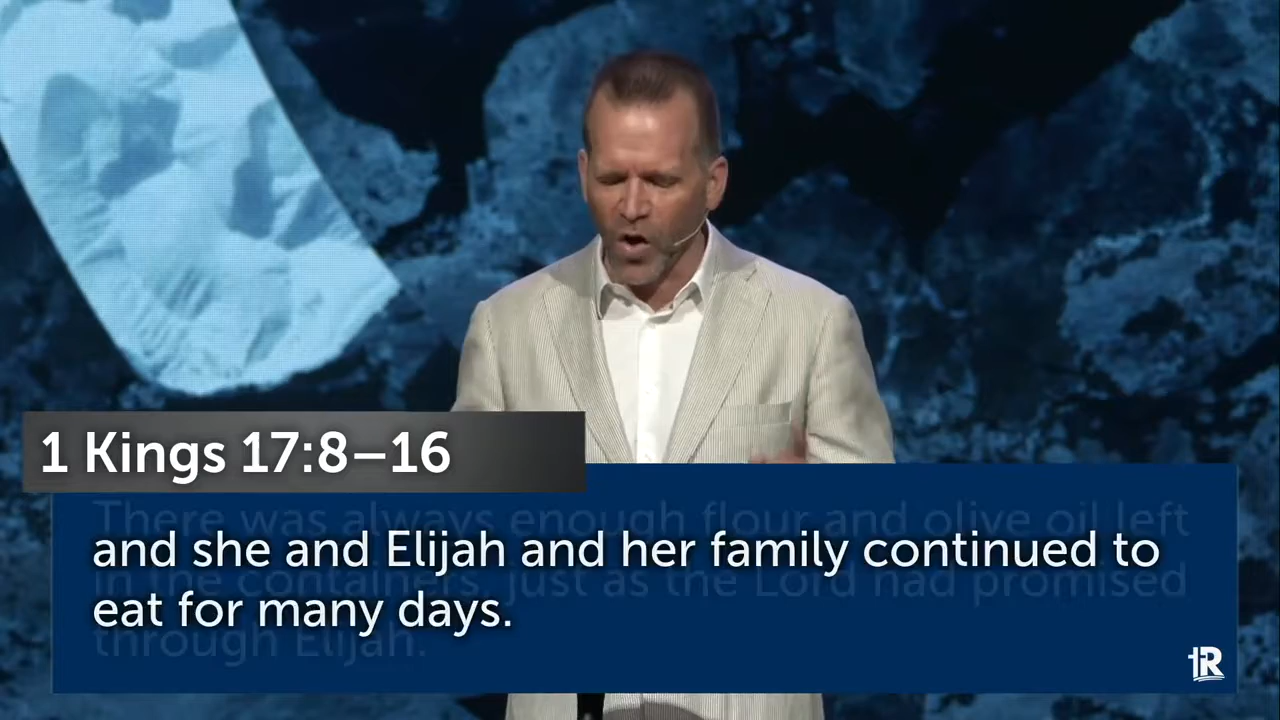 1 Kings 17:8–16
There was always enough flour and olive oil left
and she and Elijah and her family continued to
in the containers, just as the Lord had promised
eat for many days.
through Elijah.
R